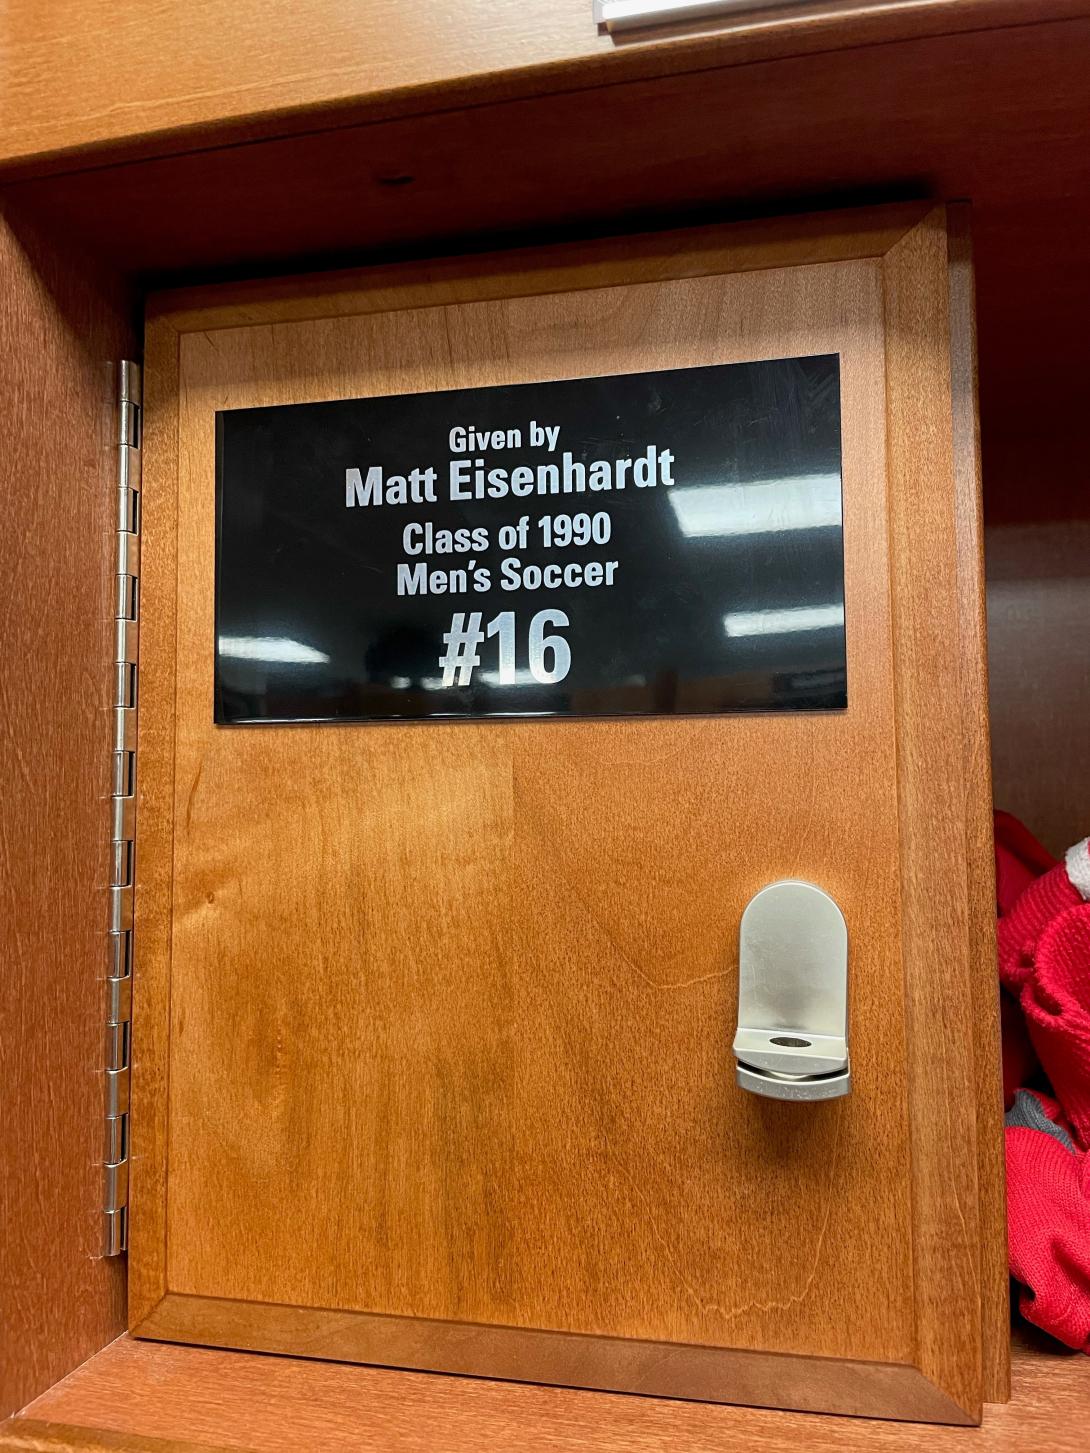 Given by
Matt Eisenhardt
Class of 1990
Men's Soccer
#16